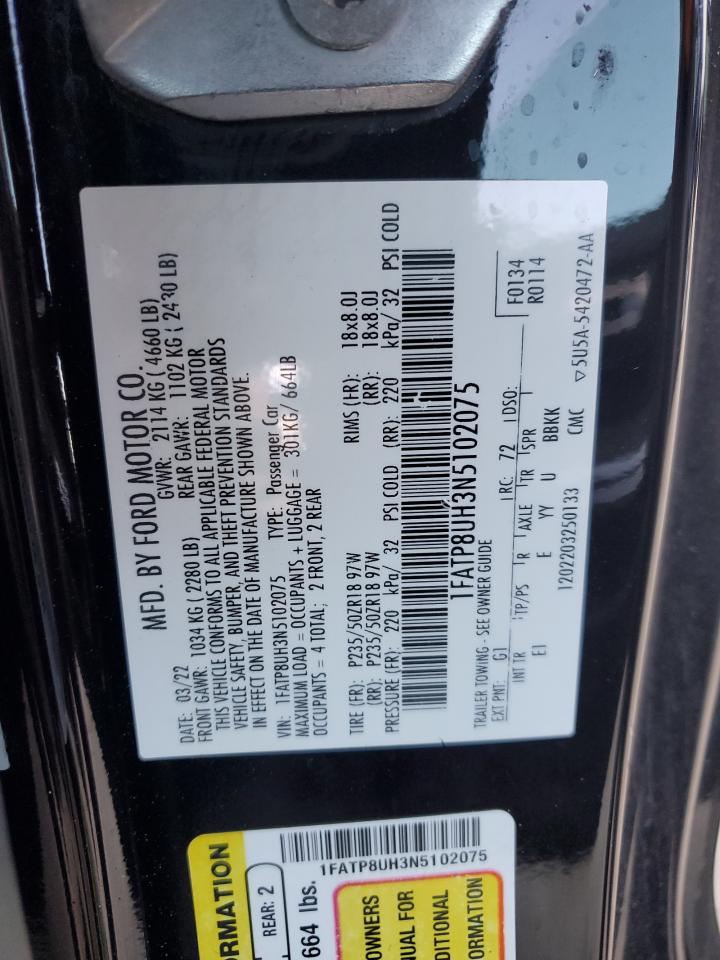 MFD. BY FORD MOTOR CO.
DATE: 03/22 GVWR: 2114 KG ( 4660 LB)
FRONT GAWR: 1034 KG ( 2280 LB) REAR GAWR: 1102 KG ( 2430 LB)
THIS VEHICLE CONFORMS TO ALL APPLICABLE FEDERAL MOTOR
VEHICLE SAFETY, BUMPER, AND THEFT PREVENTION STANDARDS
IN EFFECT ON THE DATE OF MANUFACTURE SHOWN ABOVE.
VIN: 1FATP8UH3N5102075 TYPE: Passenger Car
MAXIMUM LOAD = OCCUPANTS + LUGGAGE = 301KG/ 664LB
OCCUPANTS = 4 TOTAL; 2 FRONT, 2 REAR
TIRE (FR): P235/50ZR18 97W RIMS (FR): 18x8.0J
(RR): P235/50ZR18 97W (RR): 18x8.0J
PRESSURE (FR): 220 kPa/ 32 PSI COLD (RR): 220 kPa/ 32 PSI COLD
1FATP8UH3N5102075
TRAILER TOWING - SEE OWNER GUIDE
EXT PNT: G1 RC: 72 DSO: F0134
R0114
INT TR TP/PS R AXLE TR SPR
E1 E YY U BBKK
1202203250133 CMC 5U5A-5420472-AA
ORMATION
REAR: 2
664 lbs.
1FATP8UH3N5102075
OWNERS
NUAL FOR
DITIONAL
ORMATION